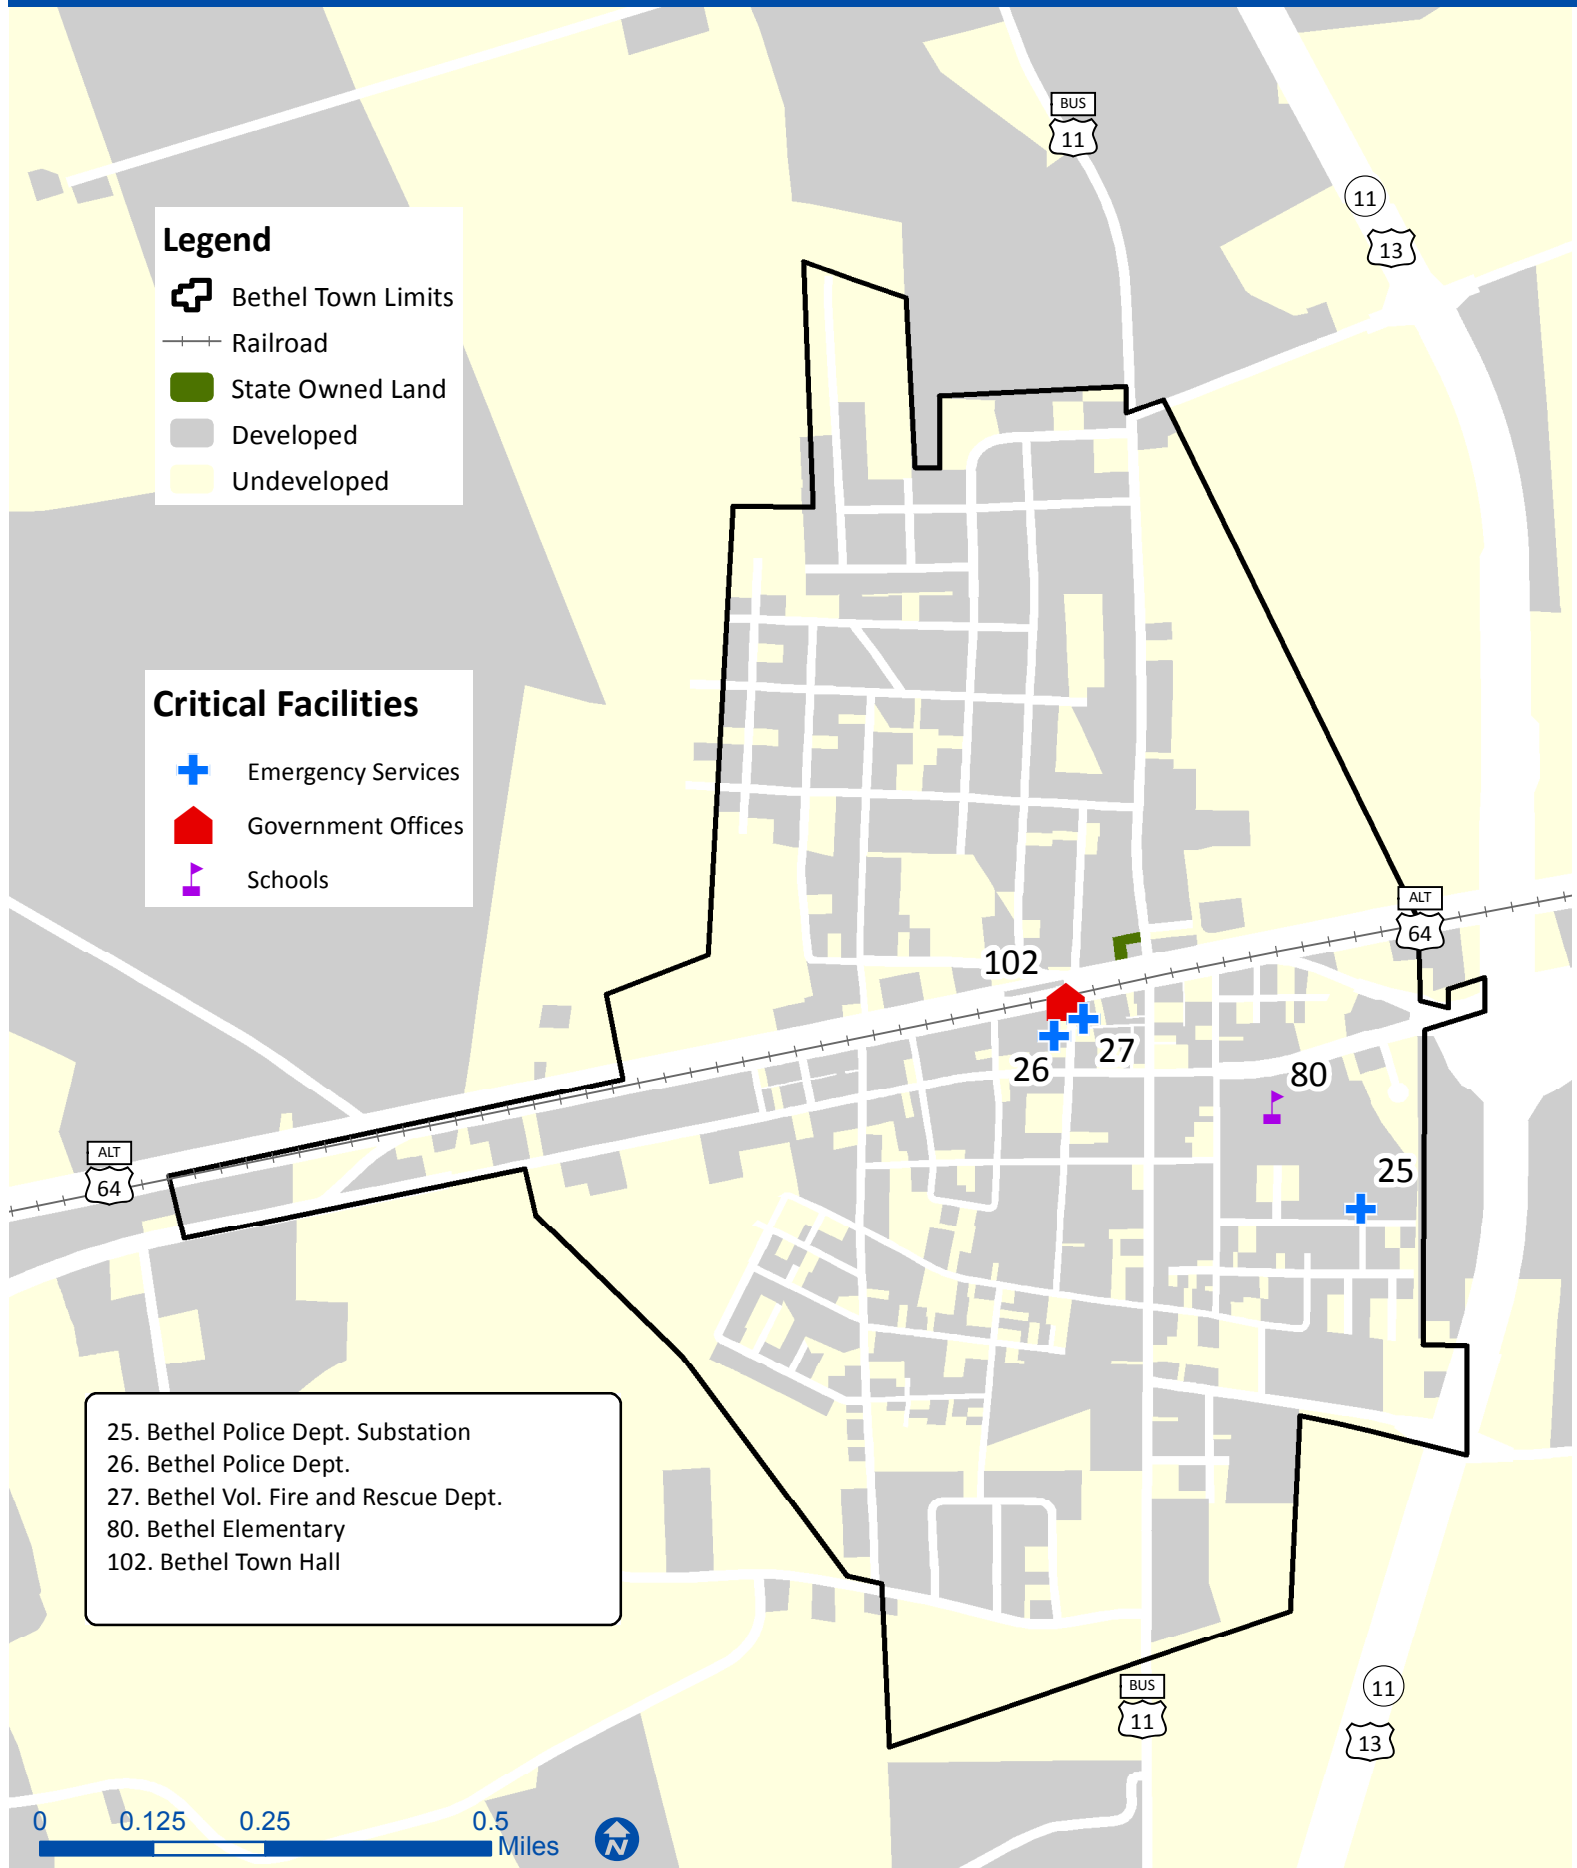 BUS
11
11
13
Legend
Bethel Town Limits
Railroad
State Owned Land
Developed
Undeveloped
Critical Facilities
Emergency Services
Government Offices
Schools
ALT
64
102
26
27
80
25
ALT
64
25. Bethel Police Dept. Substation
26. Bethel Police Dept.
27. Bethel Vol. Fire and Rescue Dept.
80. Bethel Elementary
102. Bethel Town Hall
BUS
11
11
13
0 0.125 0.25 0.5
Miles
N